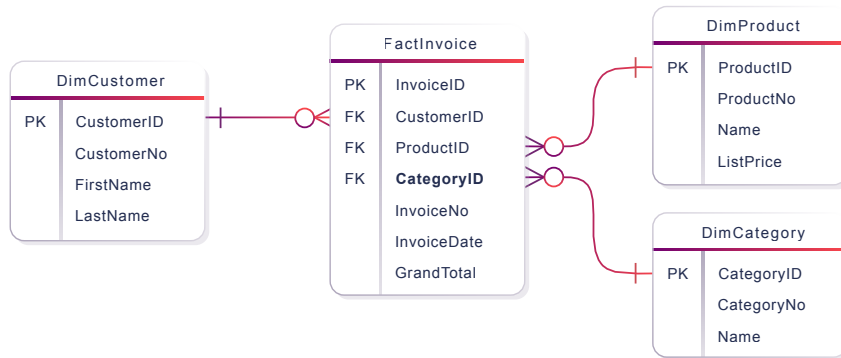 DimCustomer
PK CustomerID
CustomerNo
FirstName
LastName
FactInvoice
PK InvoiceID
FK CustomerID
FK ProductID
FK CategoryID
InvoiceNo
InvoiceDate
GrandTotal
DimProduct
PK ProductID
ProductNo
Name
ListPrice
DimCategory
PK CategoryID
CategoryNo
Name